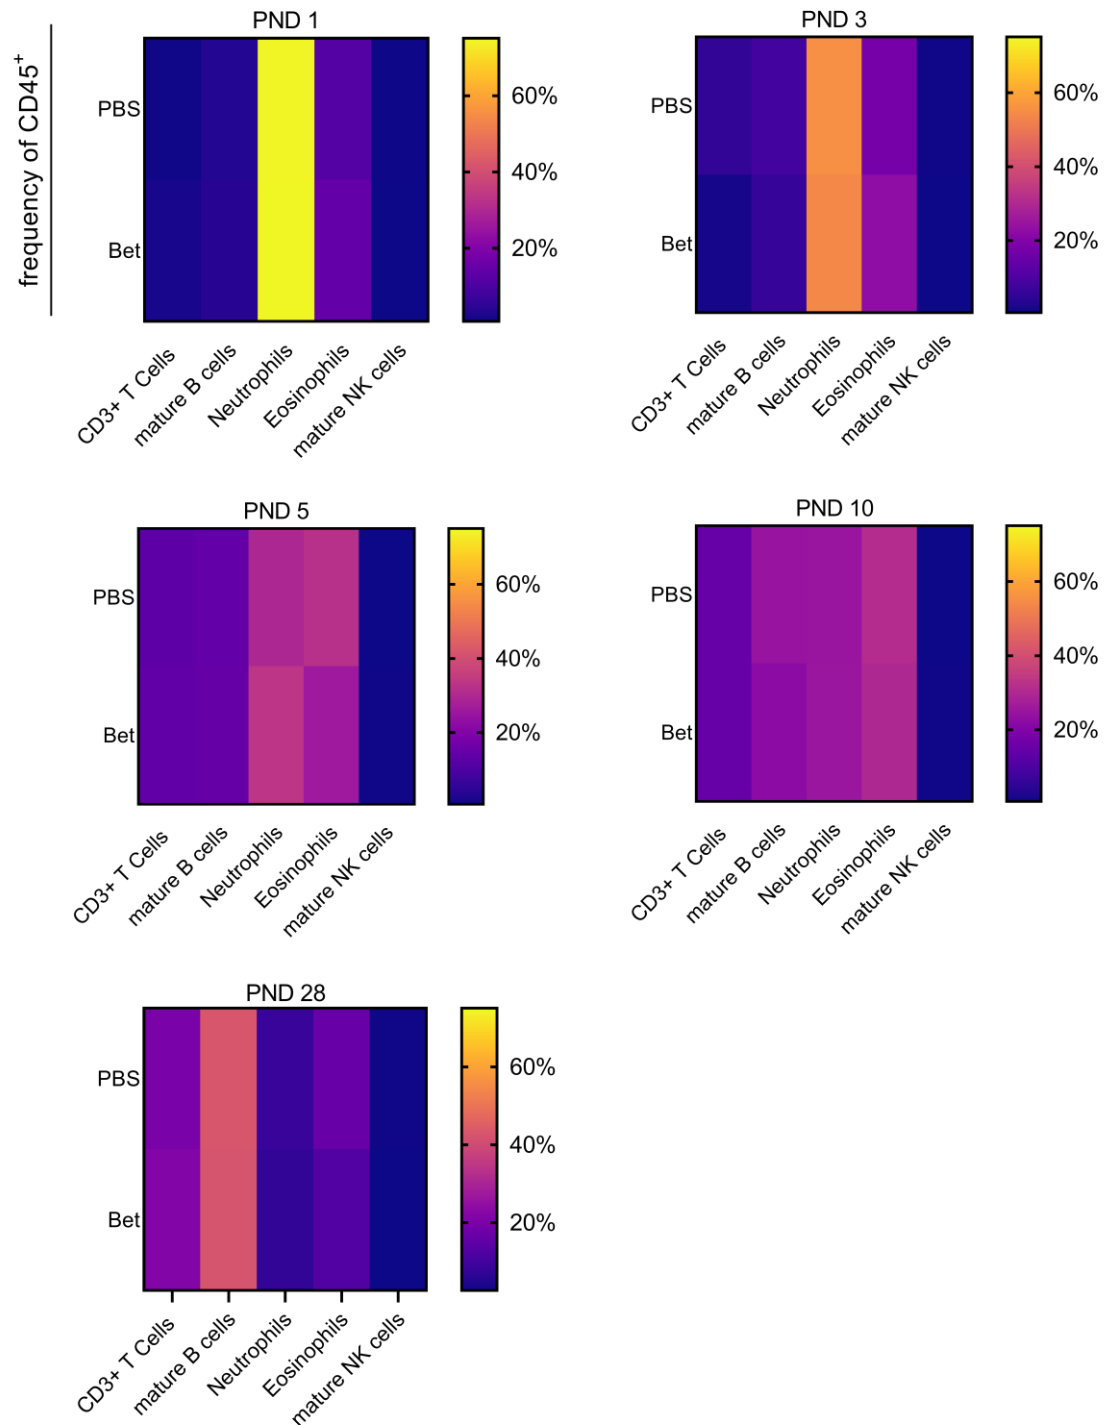 frequency of CD45+
PND 1
PBS
Bet
60%
40%
20%
CD3+ T Cells
mature B cells
Neutrophils
Eosinophils
mature NK cells
PND 3
PBS
Bet
60%
40%
20%
CD3+ T Cells
mature B cells
Neutrophils
Eosinophils
mature NK cells
PND 5
PBS
Bet
60%
40%
20%
CD3+ T Cells
mature B cells
Neutrophils
Eosinophils
mature NK cells
PND 10
PBS
Bet
60%
40%
20%
CD3+ T Cells
mature B cells
Neutrophils
Eosinophils
mature NK cells
PND 28
PBS
Bet
60%
40%
20%
CD3+ T Cells
mature B cells
Neutrophils
Eosinophils
mature NK cells